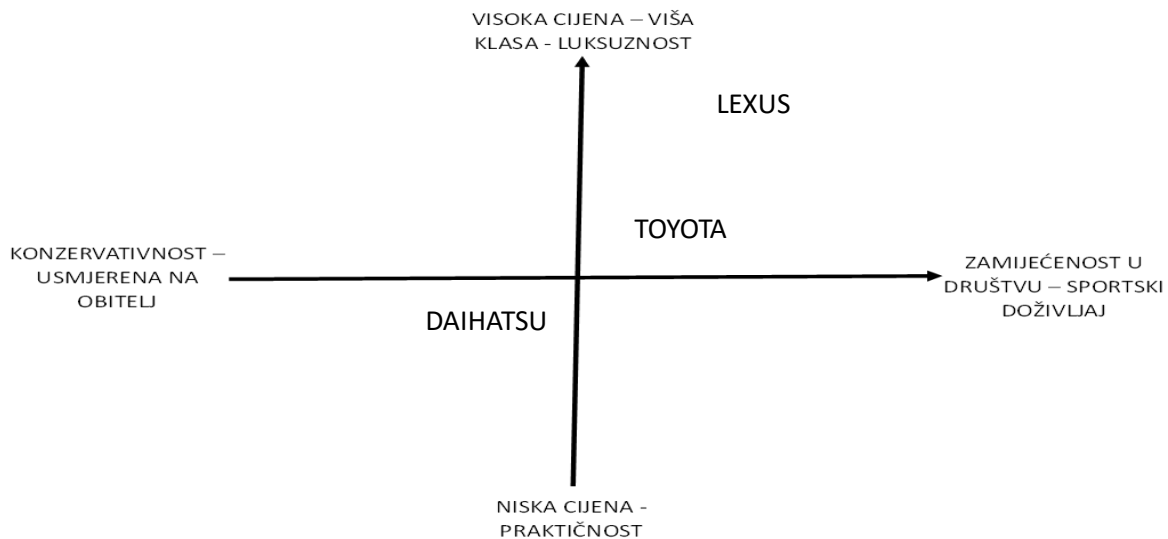 VISOKA CIJENA – VIŠA
KLASA - LUKSUZNOST
LEXUS
TOYOTA
KONZERVATIVNOST –
USMJERENA NA
OBITELJ
ZAMIJEĆENOST U
DRUŠTVU – SPORTSKI
DOŽIVLJAJ
DAIHATSU
NISKA CIJENA -
PRAKTIČNOST